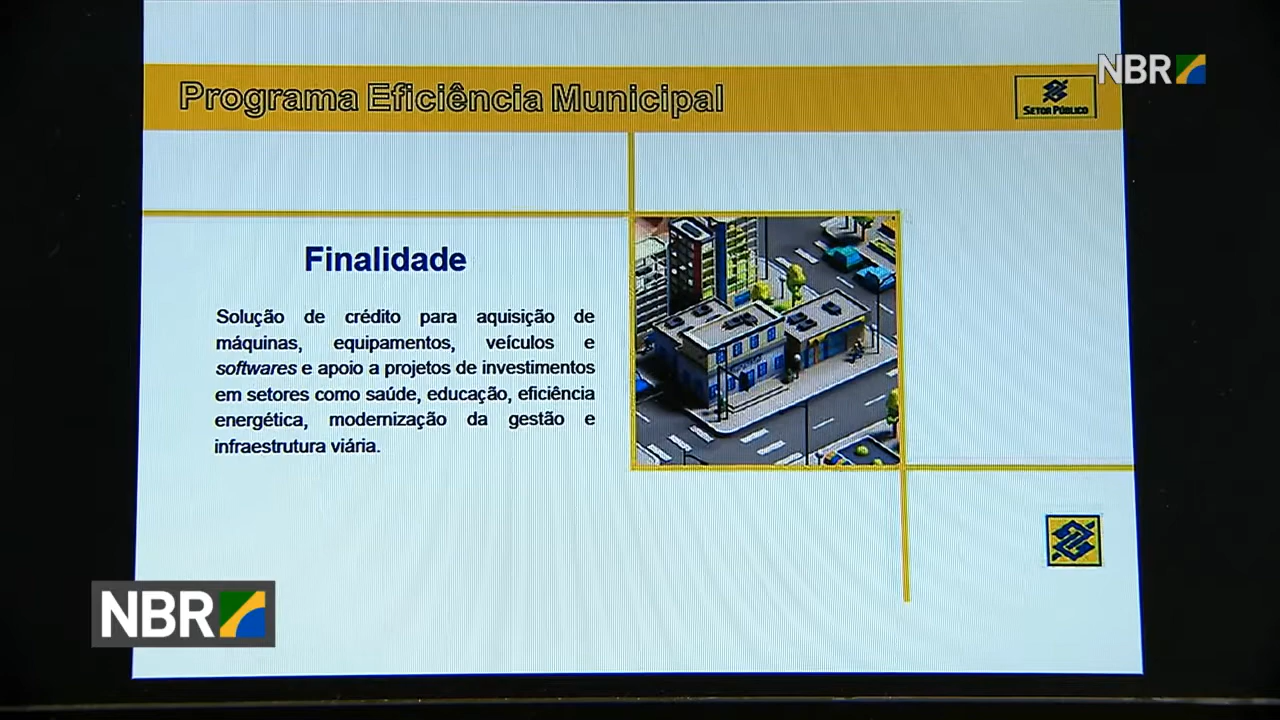 Programa Eficiência Municipal
NBR
SETOR PÚBLICO
Finalidade
Solução de crédito para aquisição de
máquinas, equipamentos, veículos e
softwares e apoio a projetos de investimentos
em setores como saúde, educação, eficiência
energética, modernização da gestão e
infraestrutura viária.
NBR